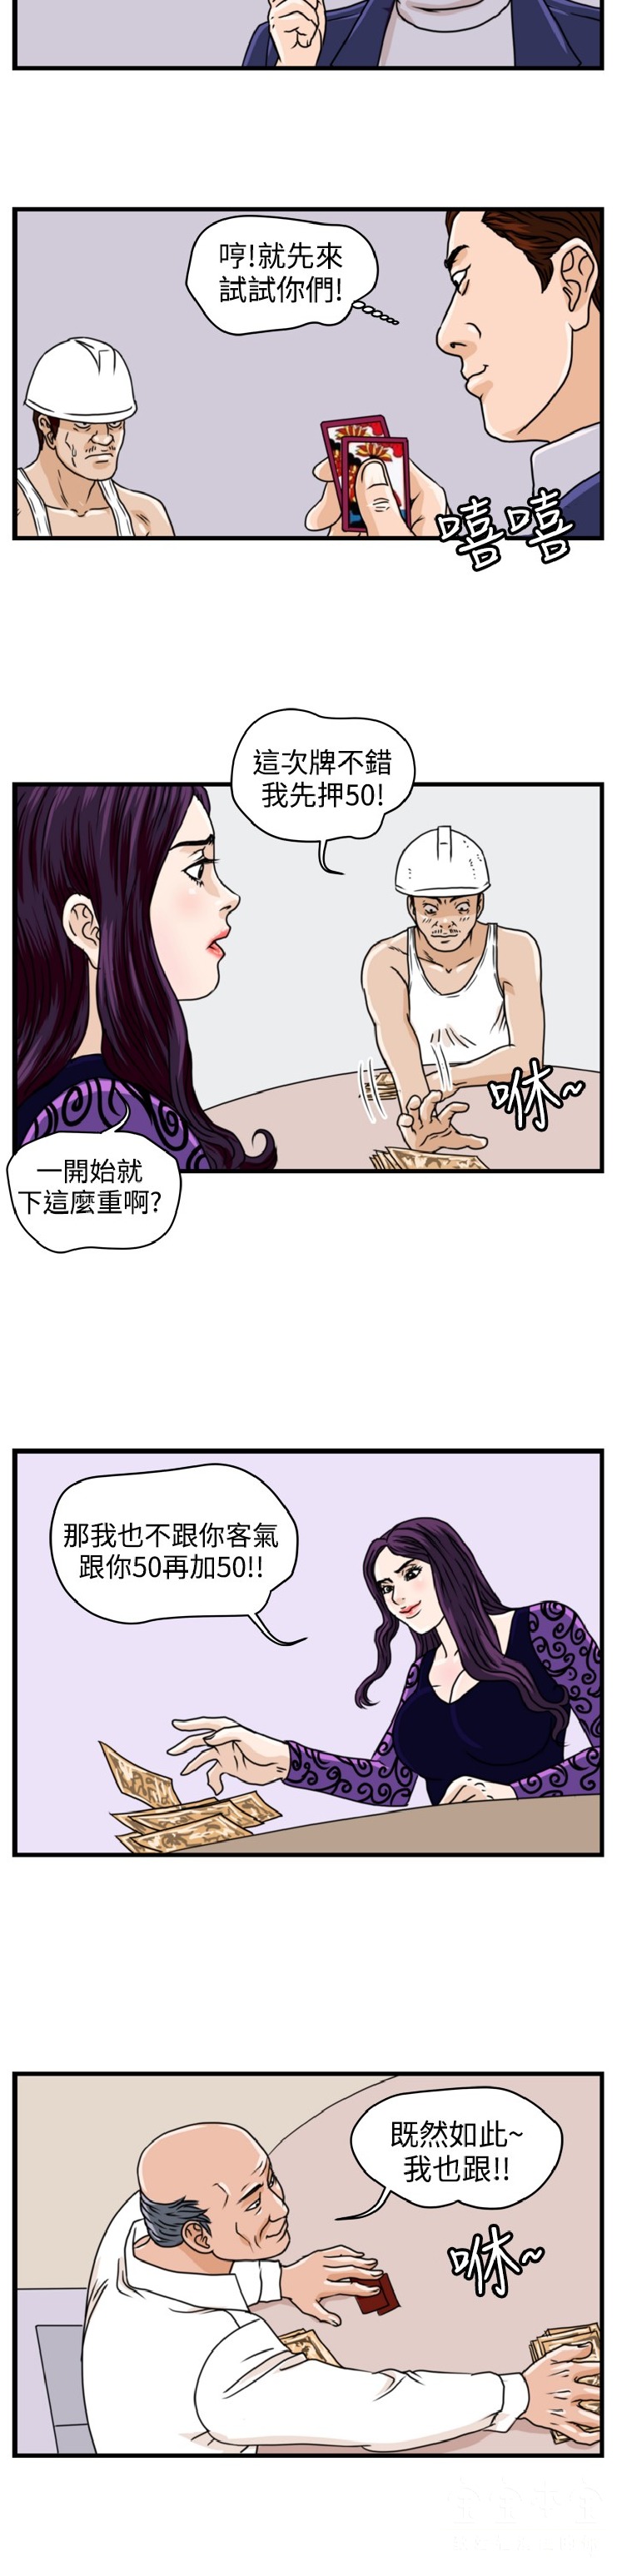 哼!就先來
試試你們!
嘻嘻
這次牌不錯
我先押50!
咻~
一開始就
下這麼重啊?
那我也不跟你客氣
跟你50再加50!!
既然如此~
我也跟!!
咻~